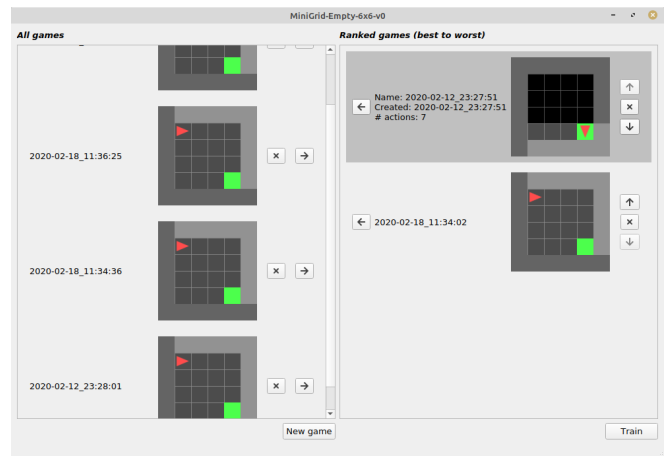 MiniGrid-Empty-6x6-v0
All games
Ranked games (best to worst)
2020-02-18_11:36:25
2020-02-18_11:34:36
2020-02-12_23:28:01
New game
Name: 2020-02-12_23:27:51
Created: 2020-02-12_23:27:51
# actions: 7
2020-02-18_11:34:02
Train